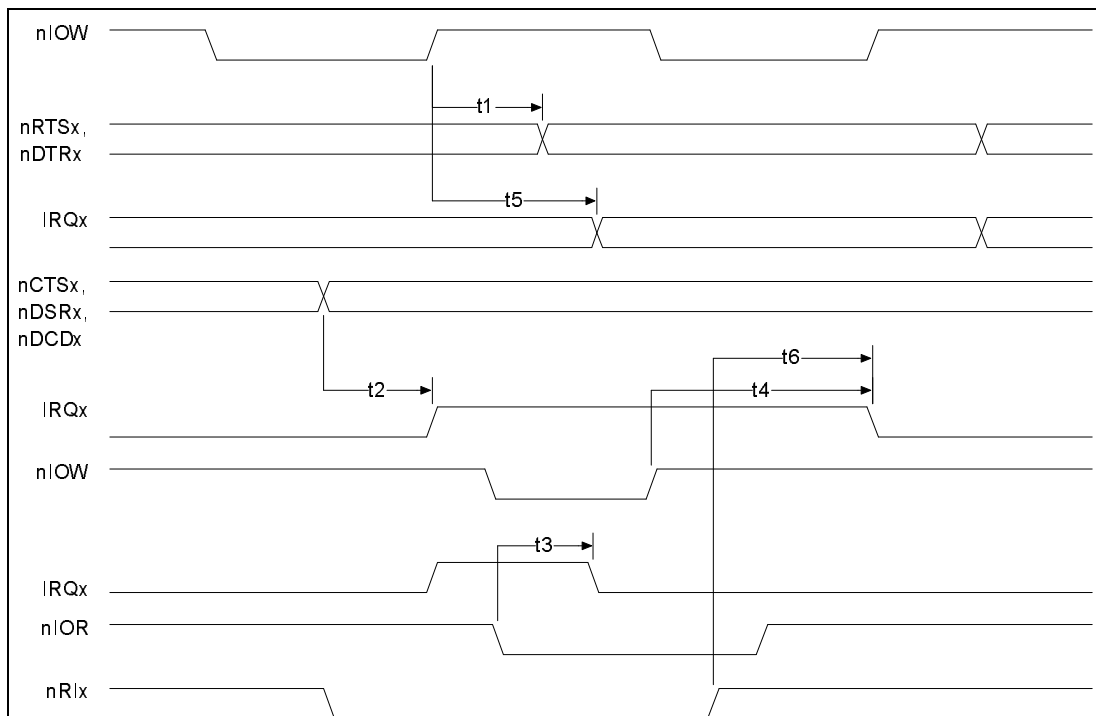 nIOW
t1
nRTSx,
nDTRx
t5
IRQx
nCTSx,
nDSRx,
nDCDx
t6
t2
t4
IRQx
nIOW
t3
IRQx
nIOR
nRIx